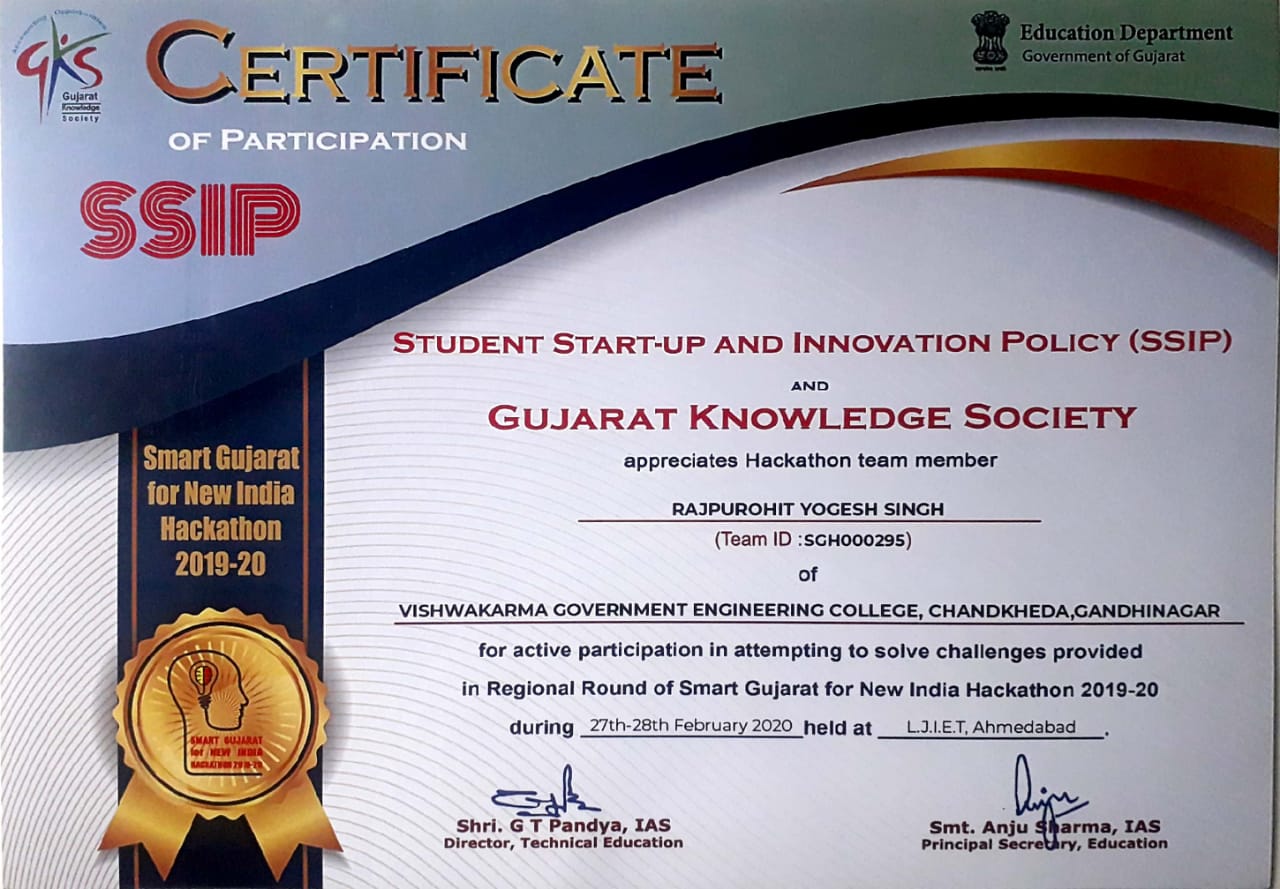 Gujarat
Knowledge
Society
CERTIFICATE
OF PARTICIPATION
SSIP
Education Department
Government of Gujarat
STUDENT START-UP AND INNOVATION POLICY (SSIP)
AND
GUJARAT KNOWLEDGE SOCIETY
appreciates Hackathon team member
RAJPUROHIT YOGESH SINGH
(Team ID :SGH000295)
of
VISHWAKARMA GOVERNMENT ENGINEERING COLLEGE, CHANDKHEDA,GANDHINAGAR
for active participation in attempting to solve challenges provided
in Regional Round of Smart Gujarat for New India Hackathon 2019-20
during 27th-28th February 2020 held at L.J.I.E.T, Ahmedabad.
Smart Gujarat
for New India
Hackathon
2019-20
SMART GUJARAT
for NEW INDIA
HACKATHON 2019-20
Shri. G T Pandya, IAS
Director, Technical Education
Smt. Anju Sharma, IAS
Principal Secretary, Education